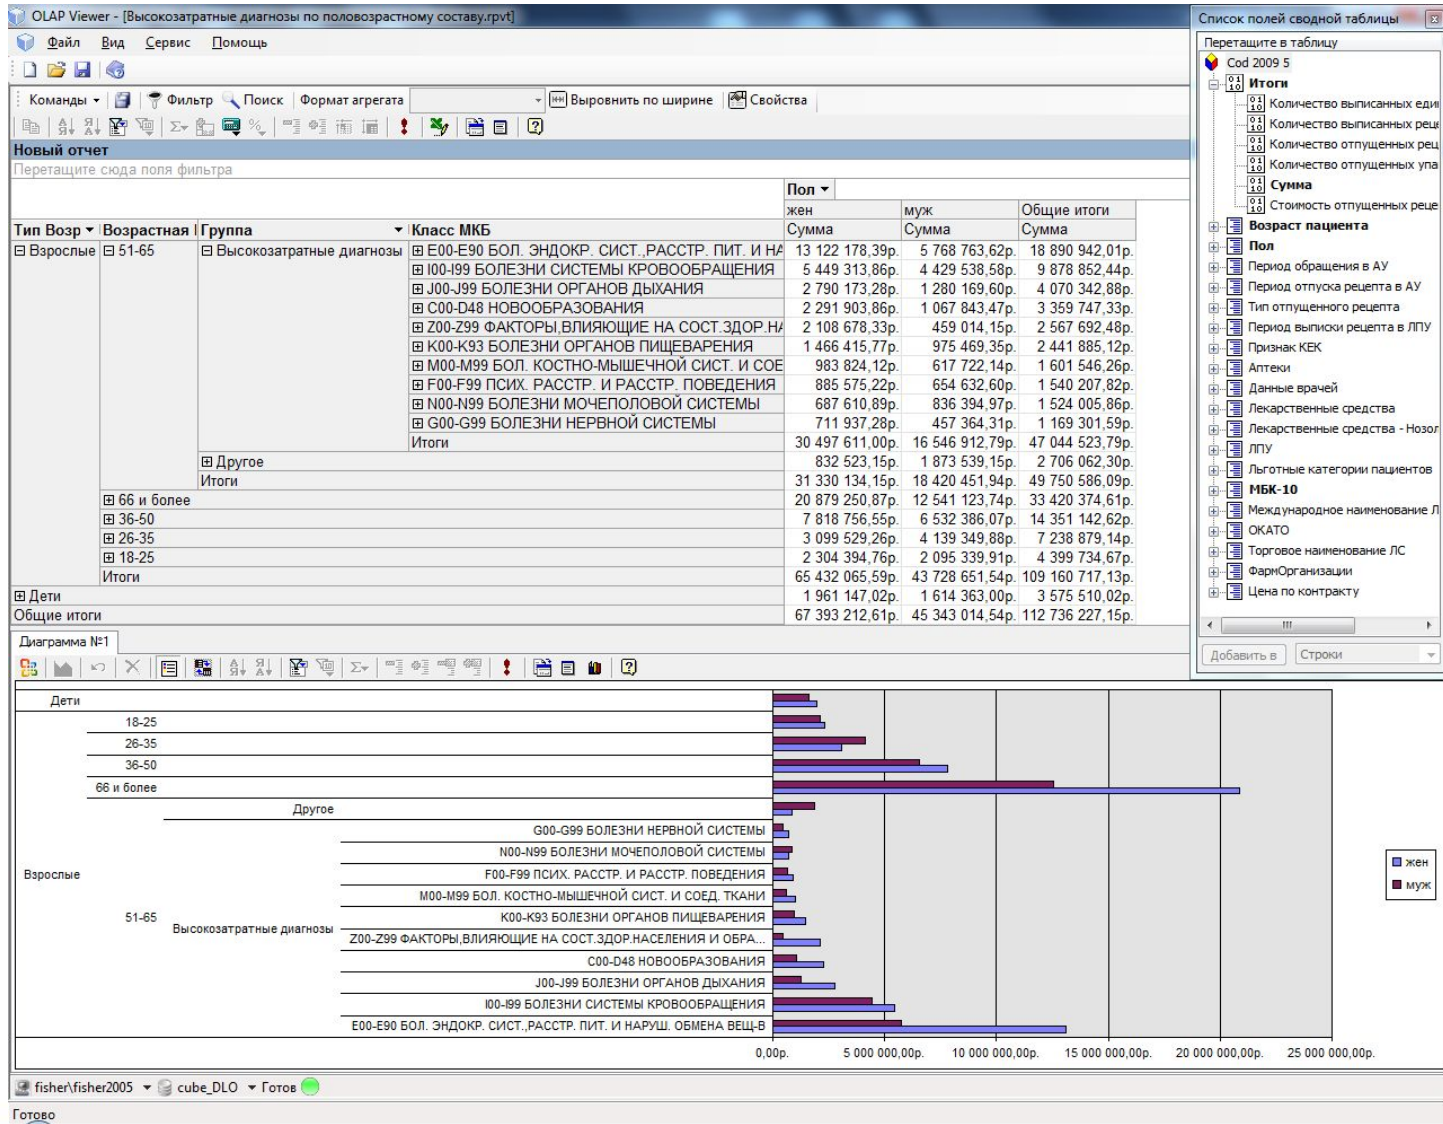 OLAP Viewer - [Высокозатратные диагнозы по половозрастному составу.rpvt]
Файл Вид Сервис Помощь
Команды Фильтр Поиск Формат агрегата Выровнить по ширине Свойства
Новый отчет
Перетащите сюда поля фильтра
Пол
жен муж Общие итоги
Тип Возр Возрастная Группа Класс МКБ Сумма Сумма Сумма
Взрослые 51-65 Высокозатратные диагнозы E00-E90 БОЛ. ЭНДОКР. СИСТ.,РАССТР. ПИТ. И НА 13 122 178,39р. 5 768 763,62р. 18 890 942,01р.
I00-I99 БОЛЕЗНИ СИСТЕМЫ КРОВООБРАЩЕНИЯ 5 449 313,86р. 4 429 538,58р. 9 878 852,44р.
J00-J99 БОЛЕЗНИ ОРГАНОВ ДЫХАНИЯ 2 790 173,28р. 1 280 169,60р. 4 070 342,88р.
C00-D48 НОВООБРАЗОВАНИЯ 2 291 903,86р. 1 067 843,47р. 3 359 747,33р.
Z00-Z99 ФАКТОРЫ,ВЛИЯЮЩИЕ НА СОСТ.ЗДОР.НА 2 108 678,33р. 459 014,15р. 2 567 692,48р.
K00-K93 БОЛЕЗНИ ОРГАНОВ ПИЩЕВАРЕНИЯ 1 466 415,77р. 975 469,35р. 2 441 885,12р.
M00-M99 БОЛ. КОСТНО-МЫШЕЧНОЙ СИСТ. И СОЕ 983 824,12р. 617 722,14р. 1 601 546,26р.
F00-F99 ПСИХ. РАССТР. И РАССТР. ПОВЕДЕНИЯ 885 575,22р. 654 632,60р. 1 540 207,82р.
N00-N99 БОЛЕЗНИ МОЧЕПОЛОВОЙ СИСТЕМЫ 687 610,89р. 836 394,97р. 1 524 005,86р.
G00-G99 БОЛЕЗНИ НЕРВНОЙ СИСТЕМЫ 711 937,28р. 457 364,31р. 1 169 301,59р.
Итоги 30 497 611,00р. 16 546 912,79р. 47 044 523,79р.
Другое 832 523,15р. 1 873 539,15р. 2 706 062,30р.
Итоги 31 330 134,15р. 18 420 451,94р. 49 750 586,09р.
66 и более 20 879 250,87р. 12 541 123,74р. 33 420 374,61р.
36-50 7 818 756,55р. 6 532 386,07р. 14 351 142,62р.
26-35 3 099 529,26р. 4 139 349,88р. 7 238 879,14р.
18-25 2 304 394,76р. 2 095 339,91р. 4 399 734,67р.
Итоги 65 432 065,59р. 43 728 651,54р. 109 160 717,13р.
Дети 1 961 147,02р. 1 614 363,00р. 3 575 510,02р.
Общие итоги 67 393 212,61р. 45 343 014,54р. 112 736 227,15р.
Список полей сводной таблицы
Перетащите в таблицу
Cod 2009 5
Итоги
Количество выписанных един
Количество выписанных реце
Количество отпущенных рец
Количество отпущенных упа
Сумма
Стоимость отпущенных реце
Возраст пациента
Пол
Период обращения в АУ
Период отпуска рецепта в АУ
Тип отпущенного рецепта
Период выписки рецепта в ЛПУ
Признак КЕК
Аптеки
Данные врачей
Лекарственные средства
Лекарственные средства - Нозол
ЛПУ
Льготные категории пациентов
МБК-10
Международное наименование Л
ОКАТО
Торговое наименование ЛС
ФармОрганизации
Цена по контракту
Добавить в Строки
Диаграмма №1
Дети
18-25
26-35
36-50
66 и более
Другое
G00-G99 БОЛЕЗНИ НЕРВНОЙ СИСТЕМЫ
N00-N99 БОЛЕЗНИ МОЧЕПОЛОВОЙ СИСТЕМЫ
жен
Взрослые F00-F99 ПСИХ. РАССТР. И РАССТР. ПОВЕДЕНИЯ
муж
M00-M99 БОЛ. КОСТНО-МЫШЕЧНОЙ СИСТ. И СОЕД. ТКАНИ
51-65 K00-K93 БОЛЕЗНИ ОРГАНОВ ПИЩЕВАРЕНИЯ
Высокозатратные диагнозы
Z00-Z99 ФАКТОРЫ,ВЛИЯЮЩИЕ НА СОСТ.ЗДОР.НАСЕЛЕНИЯ И ОБРА...
C00-D48 НОВООБРАЗОВАНИЯ
J00-J99 БОЛЕЗНИ ОРГАНОВ ДЫХАНИЯ
I00-I99 БОЛЕЗНИ СИСТЕМЫ КРОВООБРАЩЕНИЯ
E00-E90 БОЛ. ЭНДОКР. СИСТ.,РАССТР. ПИТ. И НАРУШ. ОБМЕНА ВЕЩ-В
0,00р. 5 000 000,00р. 10 000 000,00р. 15 000 000,00р. 20 000 000,00р. 25 000 000,00р.
fisher\fisher2005 cube_DLO Готов
Готово